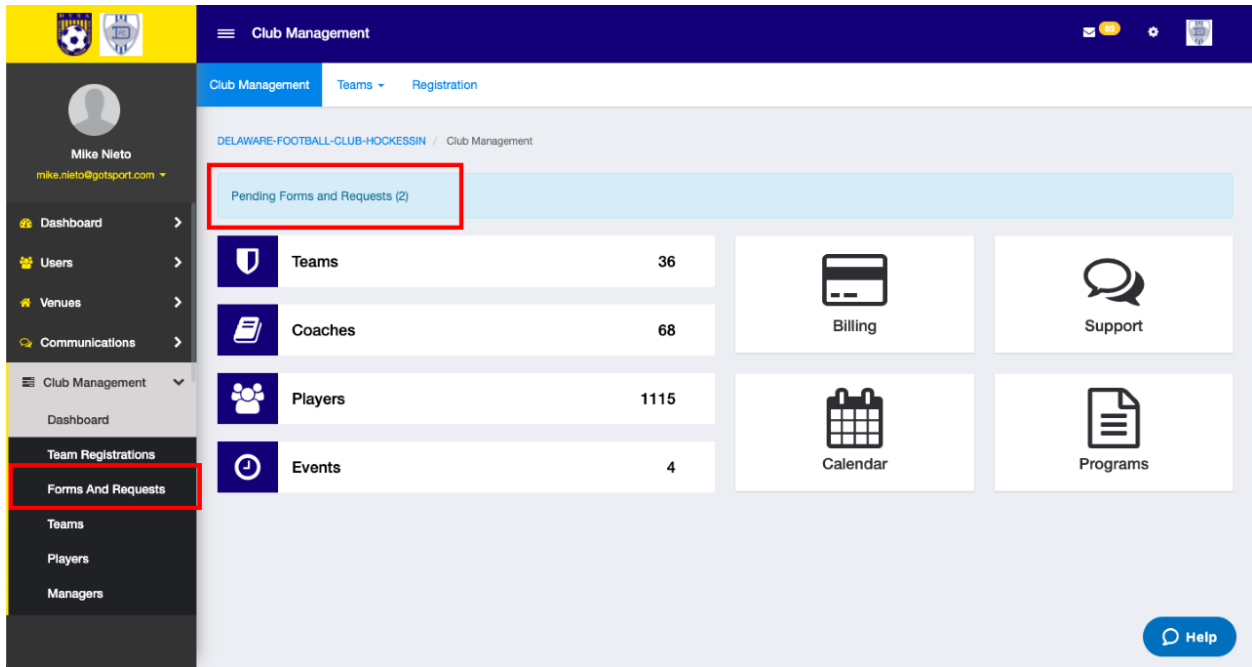 Club Management
93
Mike Nieto
mike.nieto@gotsport.com
Dashboard
Users
Venues
Communications
Club Management
Dashboard
Team Registrations
Forms And Requests
Teams
Players
Managers
Club Management Teams Registration
DELAWARE-FOOTBALL-CLUB-HOCKESSIN / Club Management
Pending Forms and Requests (2)
Teams 36
Coaches 68
Players 1115
Events 4
Billing
Support
Calendar
Programs
Help